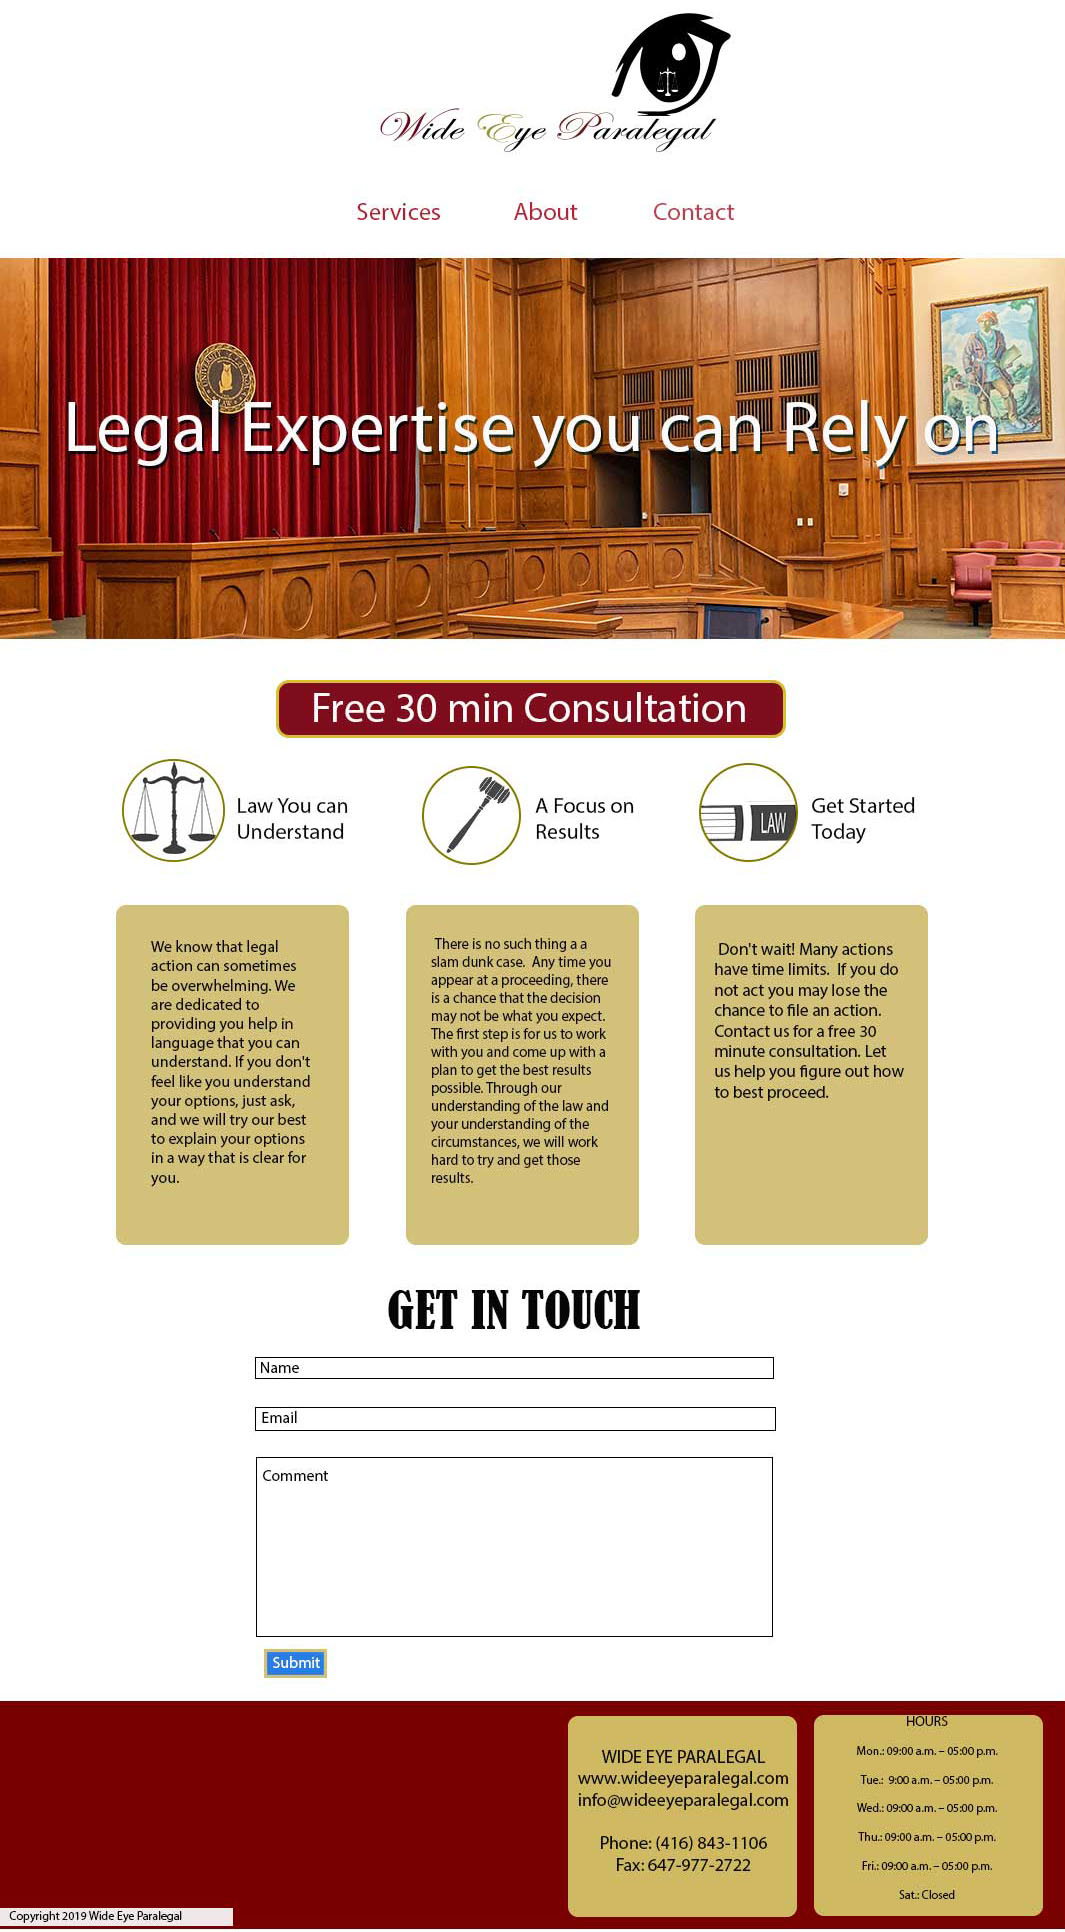 Wide Eye Paralegal
Services About Contact
UNIVERSITY
LAW
Legal Expertise you can Rely on
Free 30 min Consultation
Law You can
Understand
A Focus on
Results
LAW
Get Started
Today
We know that legal
action can sometimes
be overwhelming. We
are dedicated to
providing you help in
language that you can
understand. If you don't
feel like you understand
your options, just ask,
and we will try our best
to explain your options
in a way that is clear for
you.
There is no such thing a a
slam dunk case. Any time you
appear at a proceeding, there
is a chance that the decision
may not be what you expect.
The first step is for us to work
with you and come up with a
plan to get the best results
possible. Through our
understanding of the law and
your understanding of the
circumstances, we will work
hard to try and get those
results.
Don't wait! Many actions
have time limits. If you do
not act you may lose the
chance to file an action.
Contact us for a free 30
minute consultation. Let
us help you figure out how
to best proceed.
GET IN TOUCH
Name
Email
Comment
Submit
WIDE EYE PARALEGAL
www.wideeyeparalegal.com
info@wideeyeparalegal.com
Phone: (416) 843-1106
Fax: 647-977-2722
HOURS
Mon.: 09:00 a.m. – 05:00 p.m.
Tue.: 9:00 a.m. – 05:00 p.m.
Wed.: 09:00 a.m. – 05:00 p.m.
Thu.: 09:00 a.m. – 05:00 p.m.
Fri.: 09:00 a.m. – 05:00 p.m.
Sat.: Closed
Copyright 2019 Wide Eye Paralegal